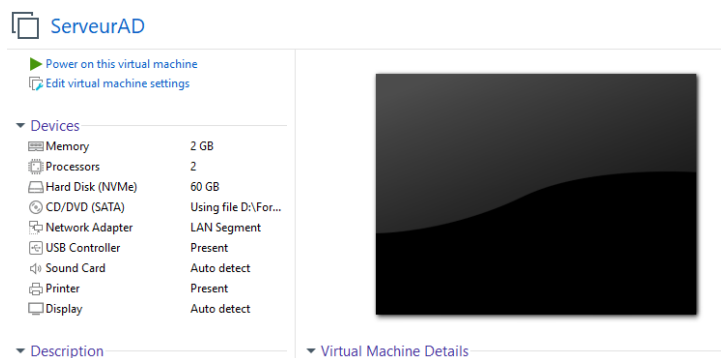 ServeurAD
Power on this virtual machine
Edit virtual machine settings
Devices
Memory 2 GB
Processors 2
Hard Disk (NVMe) 60 GB
CD/DVD (SATA) Using file D:\For...
Network Adapter LAN Segment
USB Controller Present
Sound Card Auto detect
Printer Present
Display Auto detect
Description
Virtual Machine Details